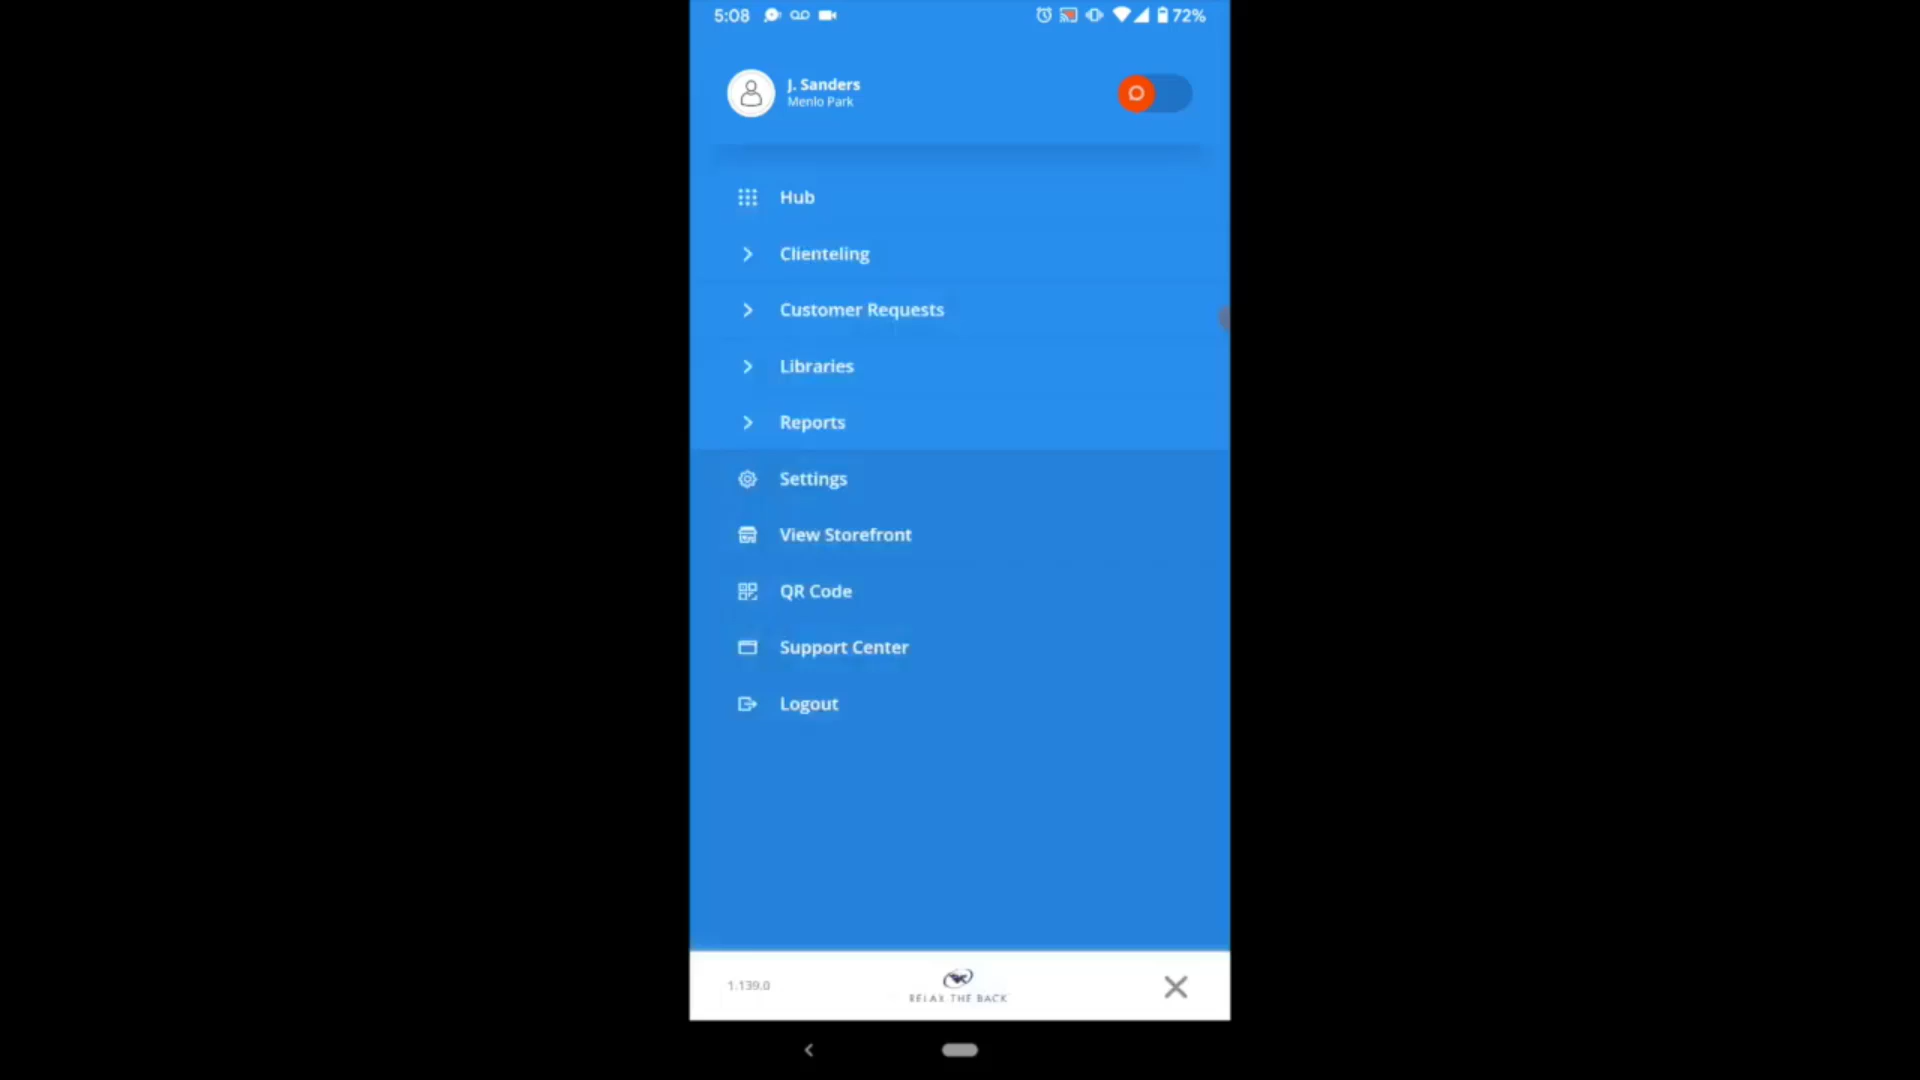 5:08
72%
J. Sanders
Menlo Park
Hub
Clienteling
Customer Requests
Libraries
Reports
Settings
View Storefront
QR Code
Support Center
Logout
1.139.0
RELAX THE BACK